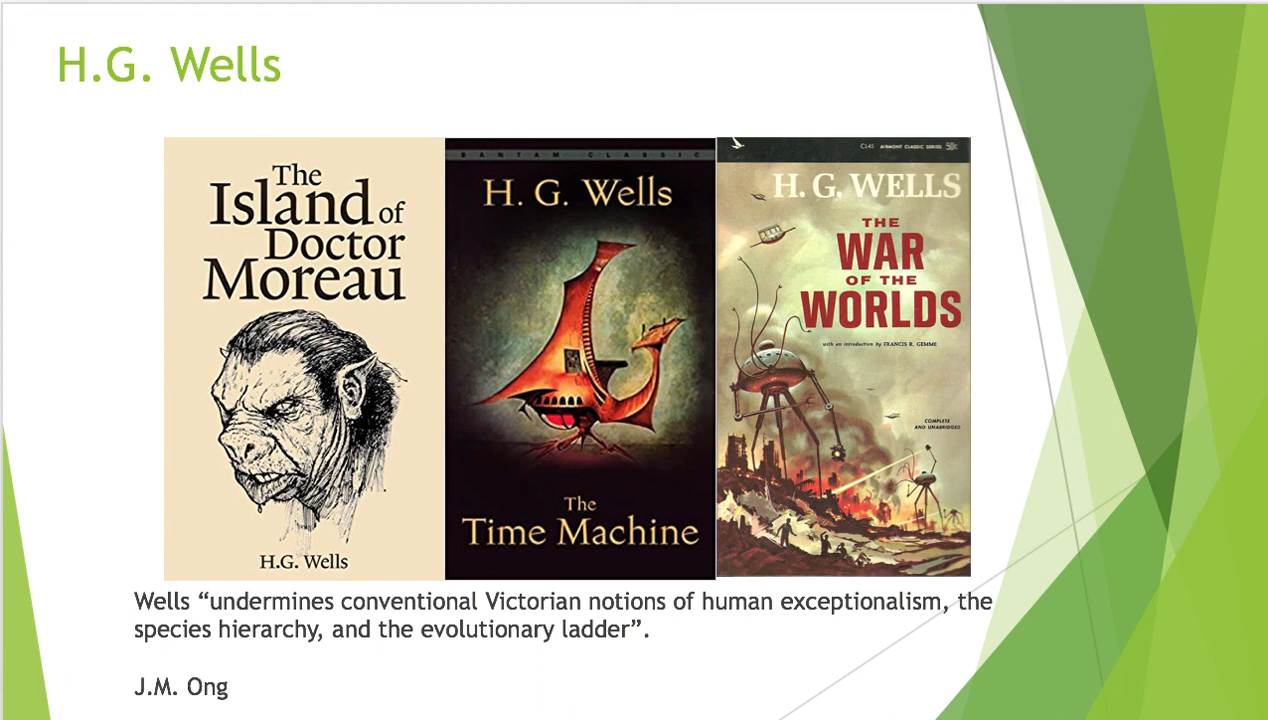 H.G. Wells
The
Island of
Doctor
Moreau
H.G. Wells
BANTAM CLASSIC
H. G. Wells
The
Time Machine
CL45 AIRMONT CLASSIC SERIES 50c
H. G. WELLS
THE
WAR
OF THE
WORLDS
with an introduction by FRANCIS R. GEMME
COMPLETE
AND UNABRIDGED
Wells “undermines conventional Victorian notions of human exceptionalism, the
species hierarchy, and the evolutionary ladder”.
J.M. Ong